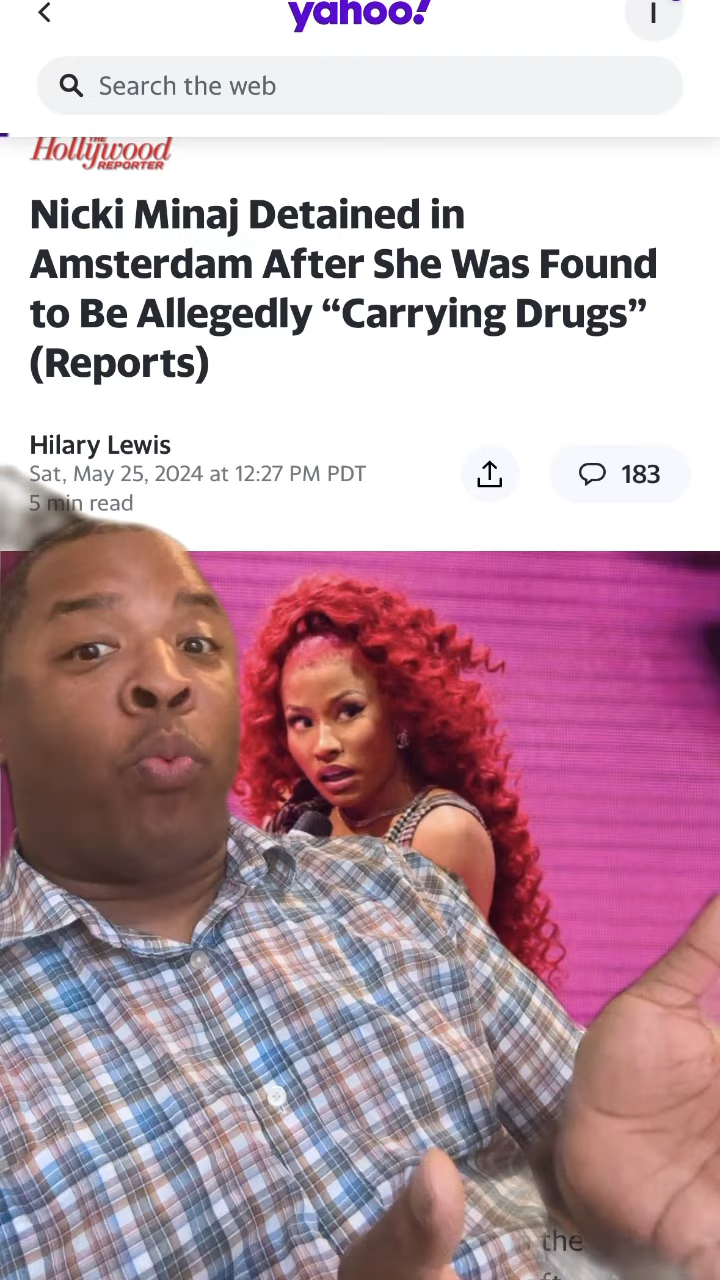 yahoo!
Search the web
THE
Hollywood
REPORTER
Nicki Minaj Detained in
Amsterdam After She Was Found
to Be Allegedly “Carrying Drugs”
(Reports)
Hilary Lewis
Sat, May 25, 2024 at 12:27 PM PDT
183
5 min read
the